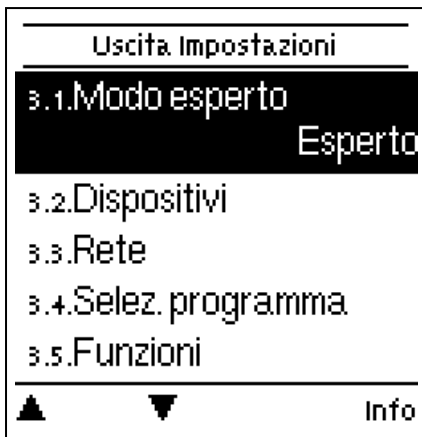 Uscita Impostazioni
3.1.Modo esperto
Esperto
3.2.Dispositivi
3.3.Rete
3.4.Selez. programma
3.5.Funzioni
▲ ▼ Info